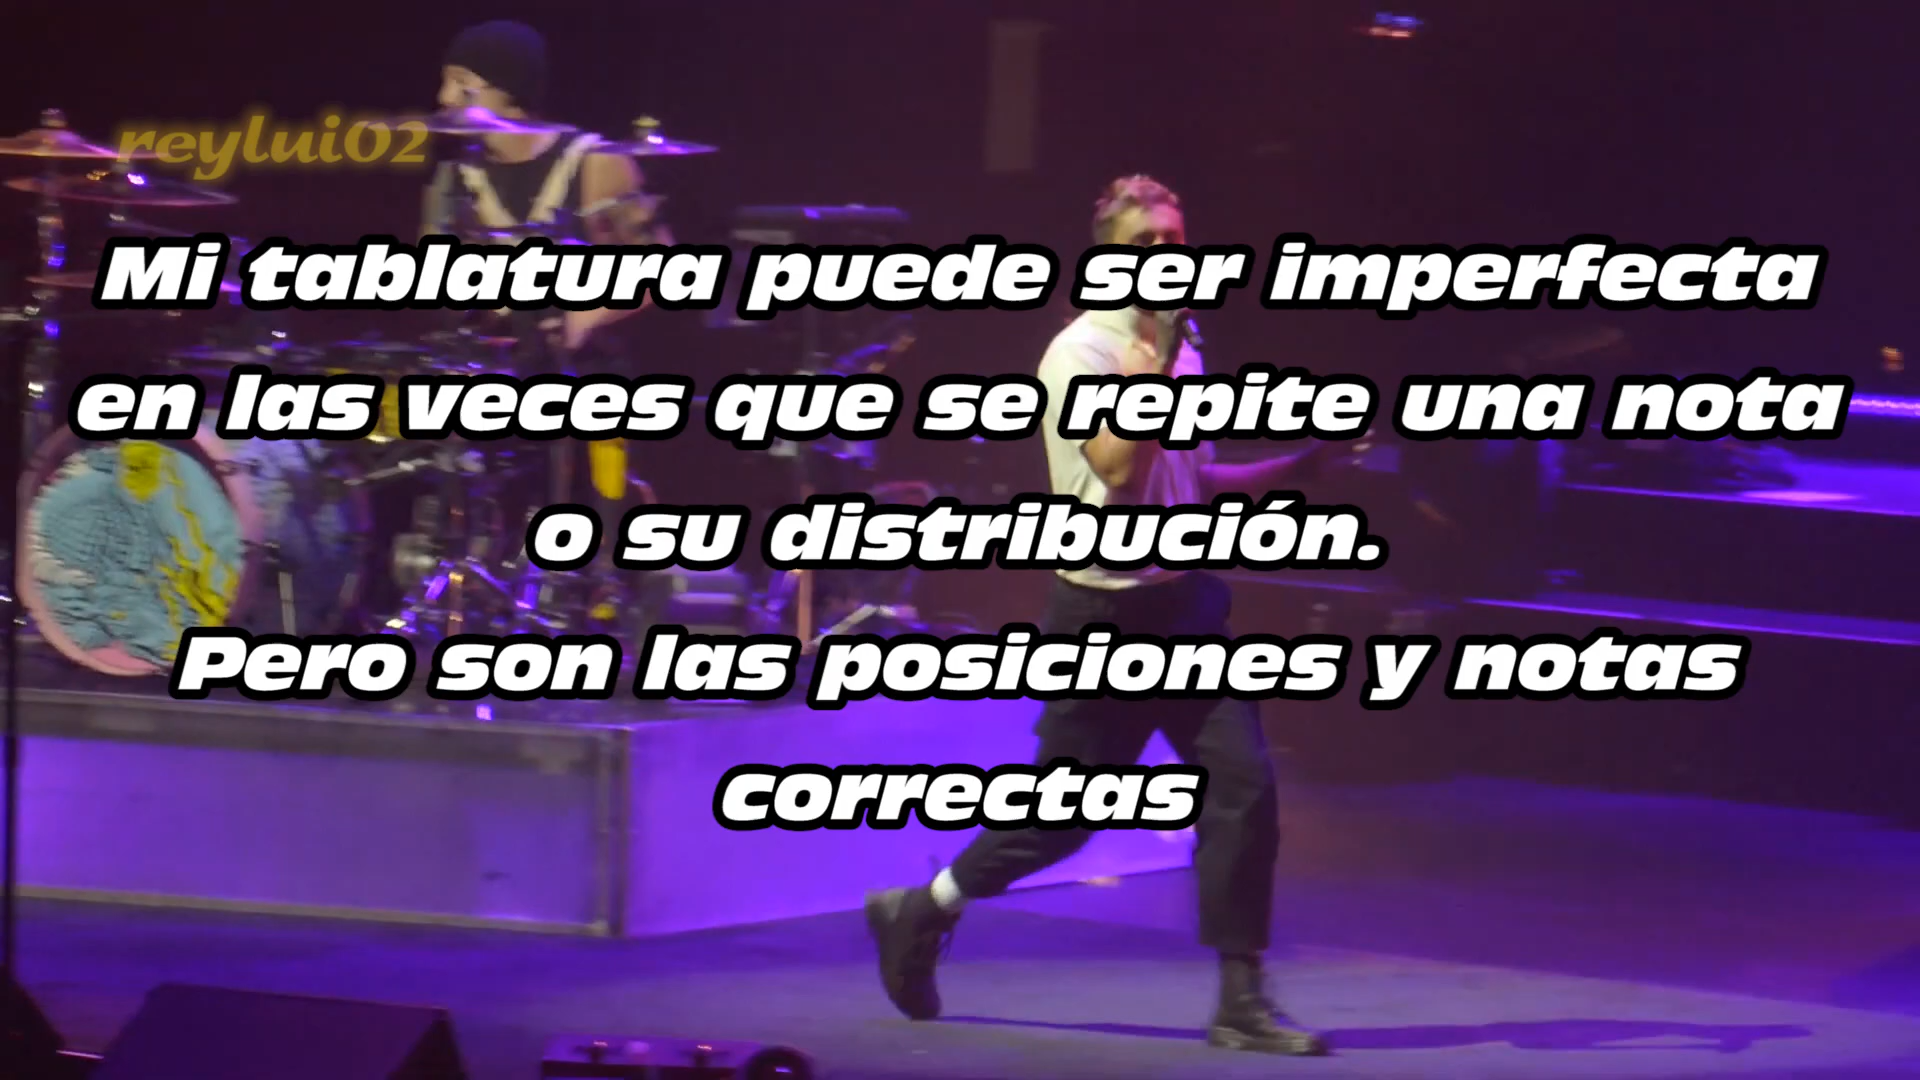 reylui02
Mi tablatura puede ser imperfecta
en las veces que se repite una nota
o su distribución.
Pero son las posiciones y notas
correctas